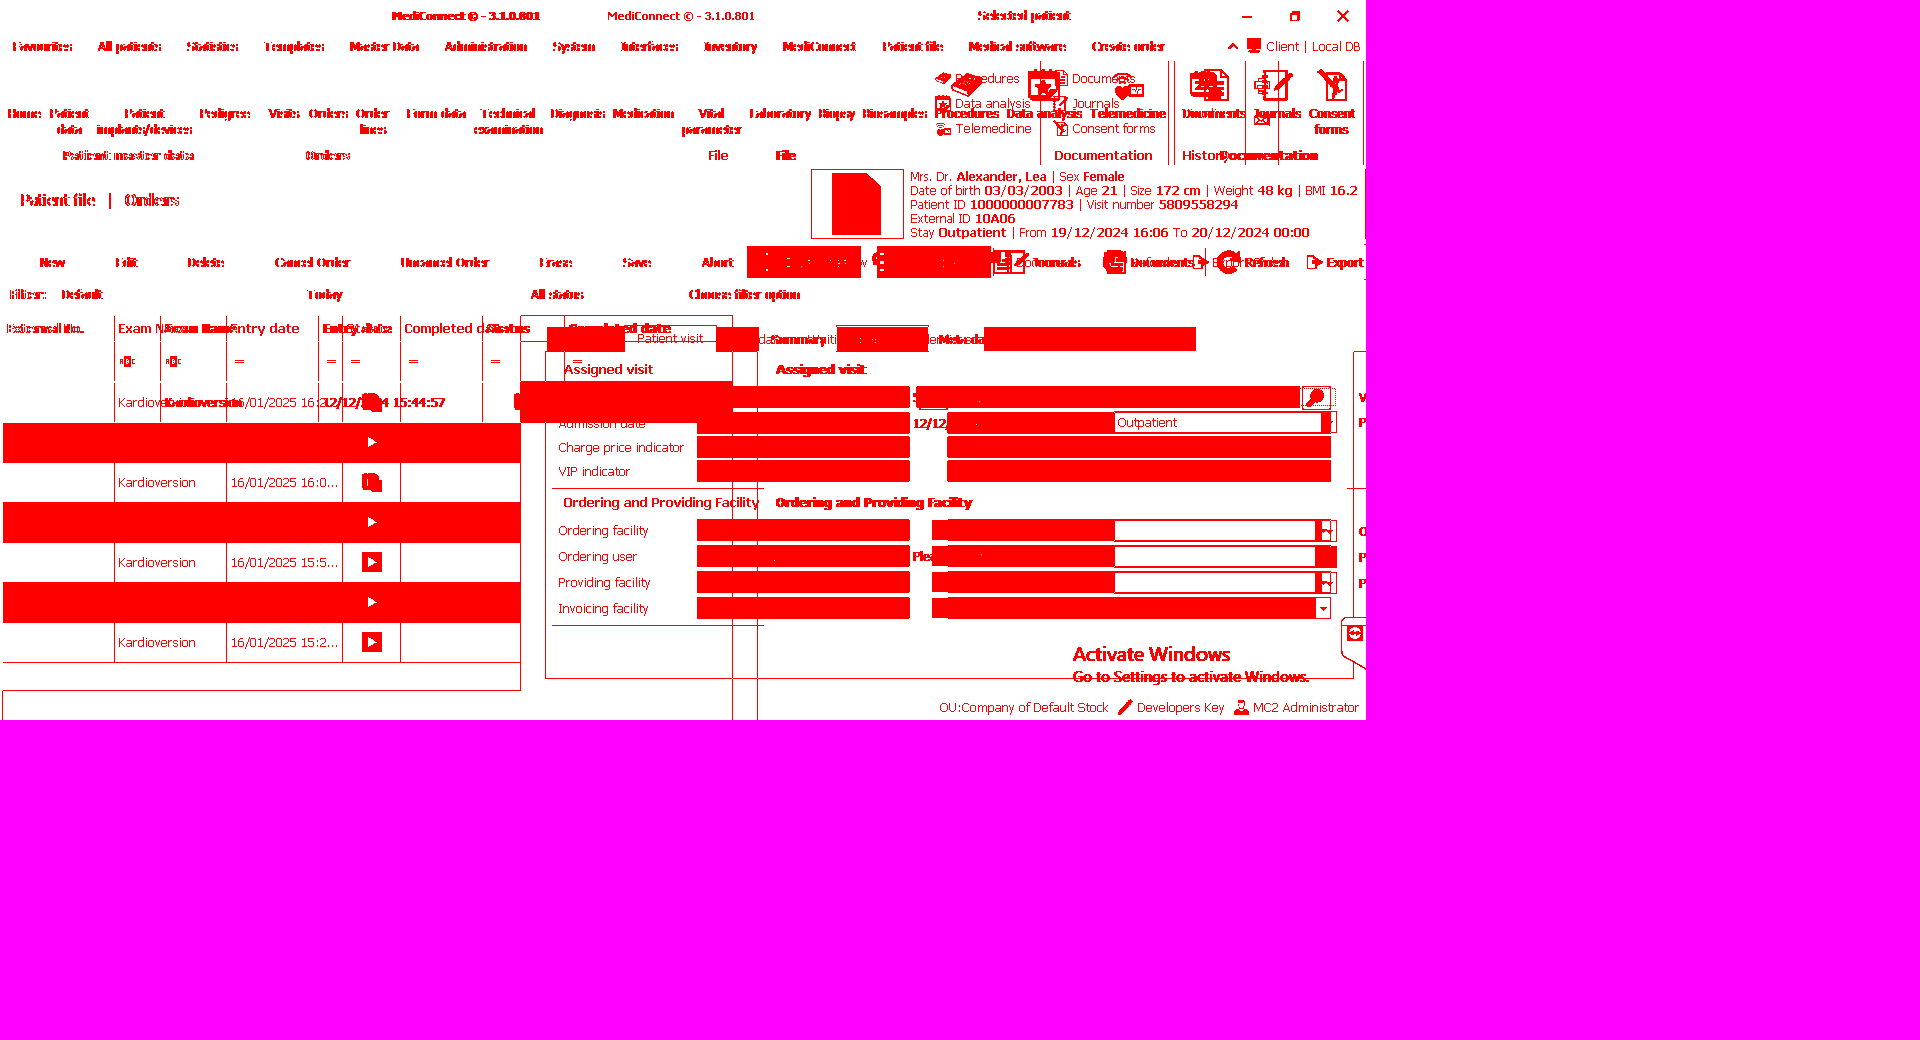 MediConnect © - 3.1.0.801 MediConnect © - 3.1.0.801 Selected patient
Favourites All patients Statistics Templates Master Data Administration System Interfaces Inventory MediConnect Patient file Medical software Create order Client | Local DB
Procedures Documents
Data analysis Journals
Telemedicine Consent forms
Home Patient data Patient implants/devices Pedigree Visits Orders Order lines Form data Technical examination Diagnosis Medication Vital parameter Laboratory Biopsy Biosamples Procedures Data analysis Telemedicine Documents Journals Consent forms
Patient master data Orders File File Documentation History Documentation
Mrs. Dr. Alexander, Lea | Sex Female
Date of birth 03/03/2003 | Age 21 | Size 172 cm | Weight 48 kg | BMI 16.2
Patient ID 1000000007783 | Visit number 5809558294
External ID 10A06
Stay Outpatient | From 19/12/2024 16:06 To 20/12/2024 00:00
Patient file | Orders
New Edit Delete Cancel Order Uncancel Order Erase Save Abort Journals Documents Refresh Export
Filter: Default Today All status Choose filter option
Exam Name Entry date Entry date Completed date Status Completed date
Patient visit Summary
Assigned visit Assigned visit
Kardioversion Kardioversion 16/01/2025 16: 12/12/2024 15:44:57
Admission date 12/12/ Outpatient
Charge price indicator
VIP indicator
Kardioversion 16/01/2025 16:0...
Ordering and Providing Facility Ordering and Providing Facility
Ordering facility
Ordering user
Kardioversion 16/01/2025 15:5...
Providing facility
Invoicing facility
Kardioversion 16/01/2025 15:2...
Activate Windows
Go to Settings to activate Windows.
OU:Company of Default Stock Developers Key MC2 Administrator